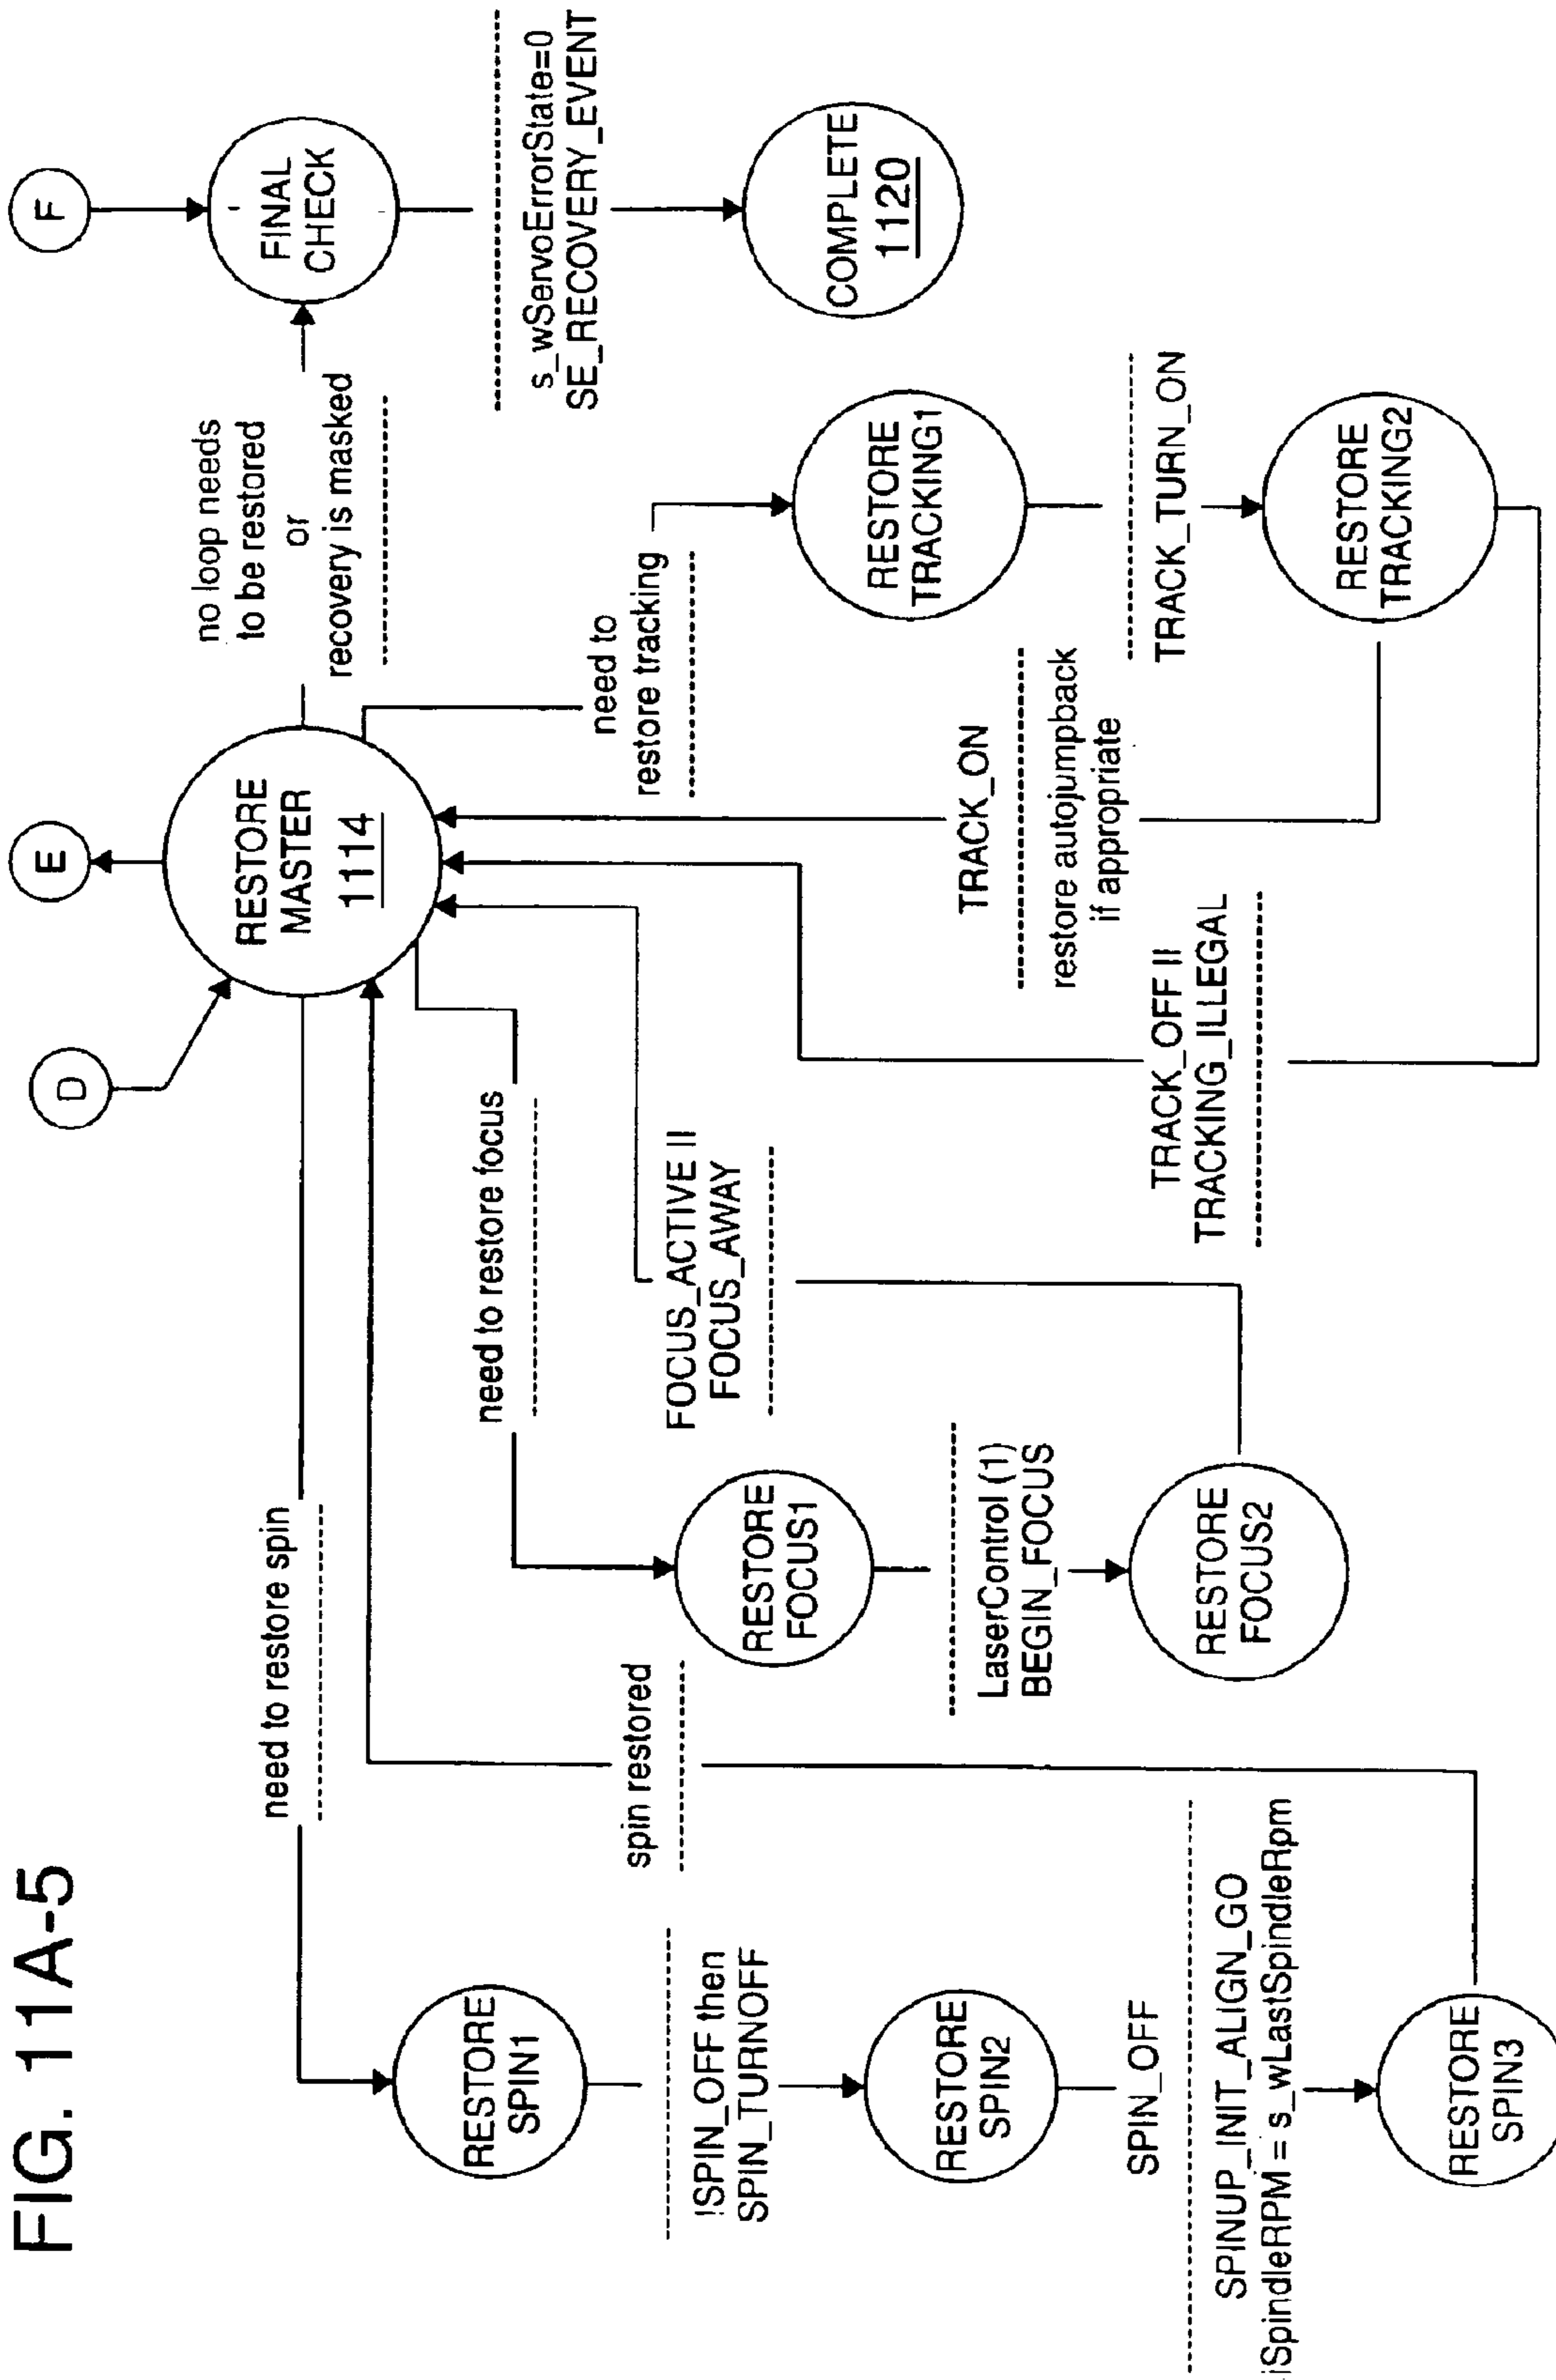 FIG. 11A-5
D
E
F
RESTORE
MASTER
1114
no loop needs
to be restored
or
recovery is masked
FINAL
CHECK
s_wServoErrorState=0
SE_RECOVERY_EVENT
COMPLETE
1120
need to restore spin
RESTORE
SPIN1
!SPIN_OFF then
SPIN_TURNOFF
RESTORE
SPIN2
SPIN_OFF
SPINUP_INIT_ALIGN_GO
iSpindleRPM = s_wLastSpindleRpm
RESTORE
SPIN3
spin restored
need to restore focus
RESTORE
FOCUS1
LaserControl (1)
BEGIN_FOCUS
RESTORE
FOCUS2
FOCUS_ACTIVE II
FOCUS_AWAY
need to
restore tracking
RESTORE
TRACKING1
TRACK_TURN_ON
RESTORE
TRACKING2
TRACK_ON
restore autojumpback
if appropriate
TRACK_OFF II
TRACKING_ILLEGAL